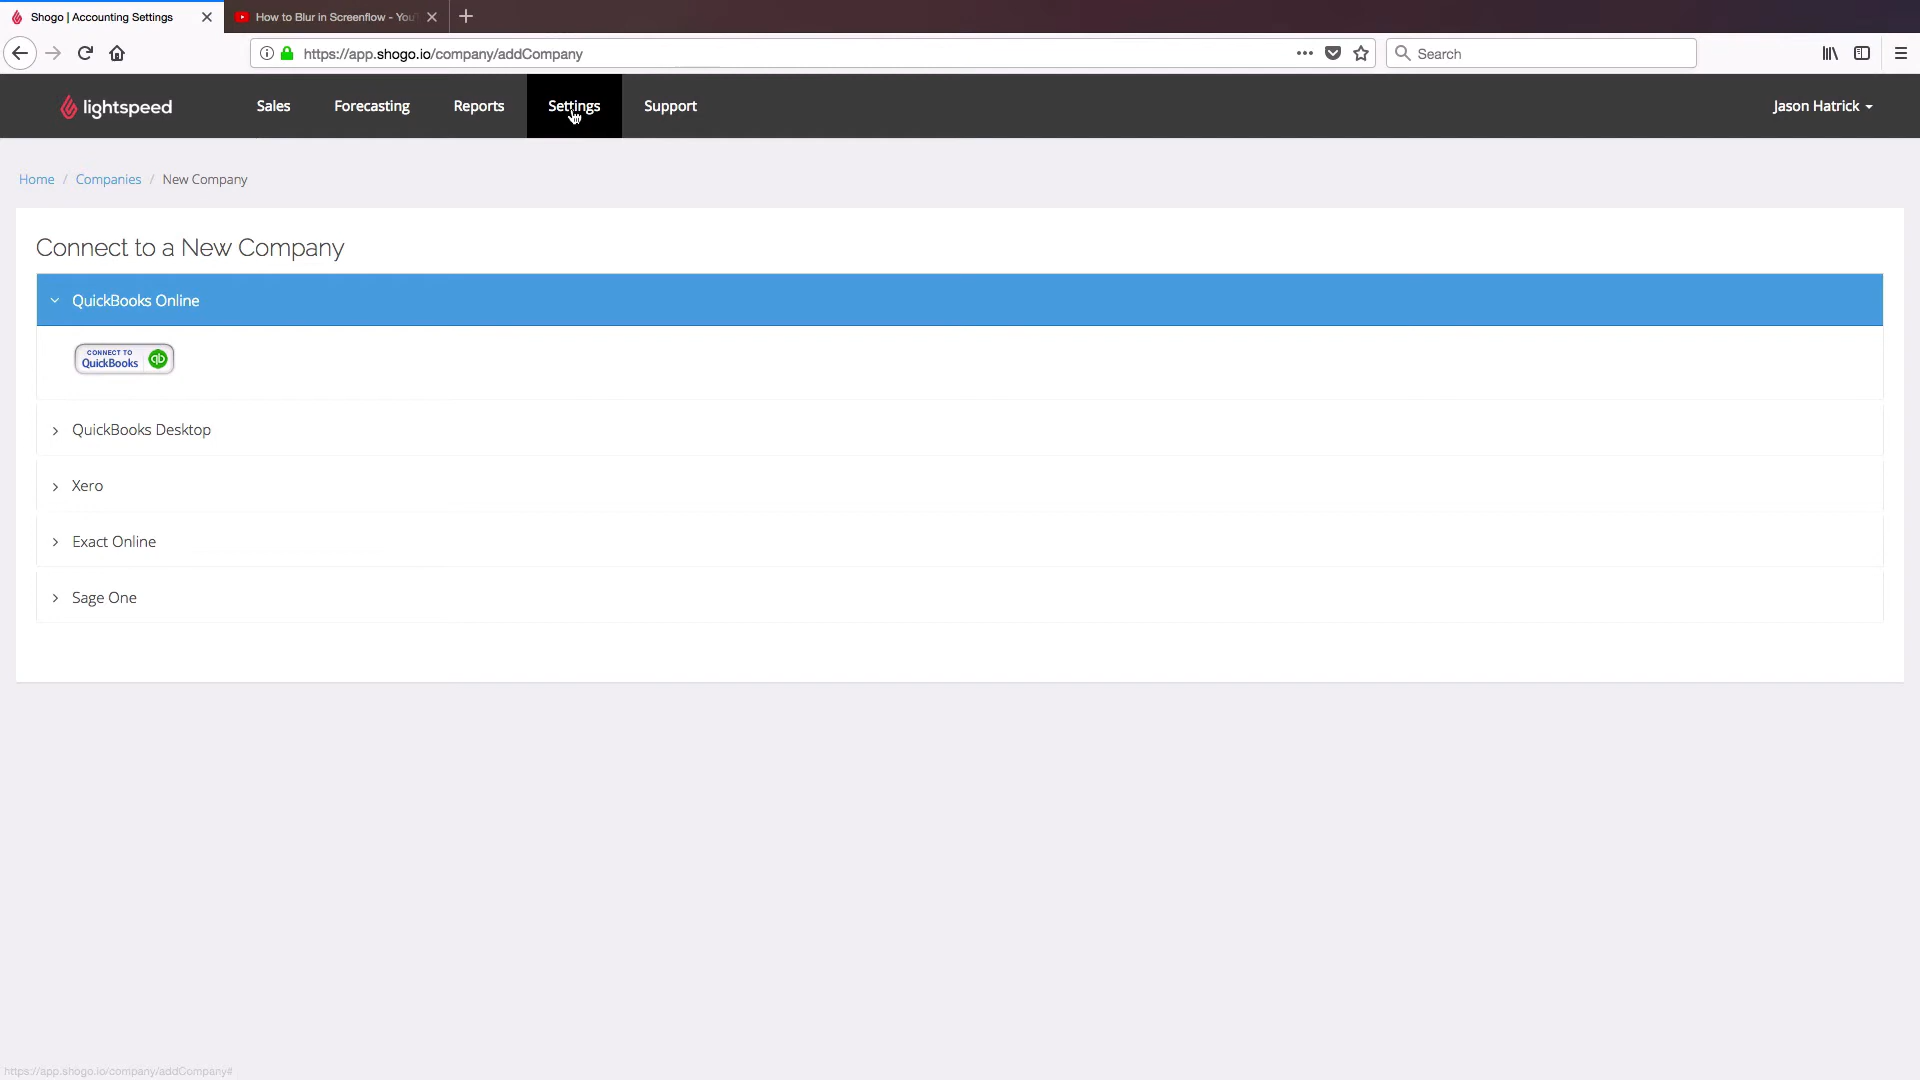 Shogo | Accounting Settings
How to Blur in Screenflow - You
https://app.shogo.io/company/addCompany
Search
lightspeed
Sales
Forecasting
Reports
Settings
Support
Jason Hatrick
Home / Companies / New Company
Connect to a New Company
QuickBooks Online
CONNECT TO
QuickBooks
qb
QuickBooks Desktop
Xero
Exact Online
Sage One
https://app.shogo.io/company/addCompany#